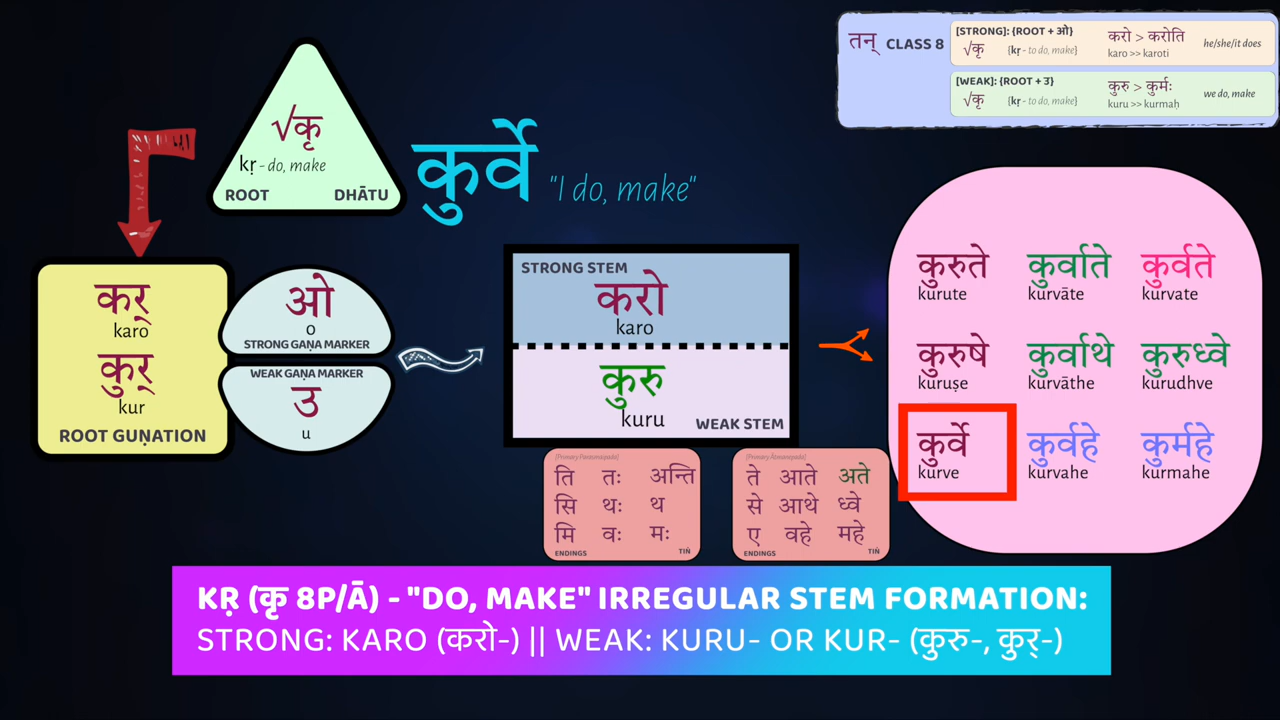 तन् CLASS 8
[STRONG]: {ROOT + ओ}
√कृ {kṛ - to do, make} करो > करोति he/she/it does
karo >> karoti
[WEAK]: {ROOT + उ}
√कृ {kṛ - to do, make} कुरु > कुर्मः we do, make
kuru >> kurmaḥ
√कृ
kṛ - do, make
ROOT DHĀTU
कुर्वे "I do, make"
कर्
karo
कुर्
kur
ROOT GUṆATION
ओ
o
STRONG GAṆA MARKER
WEAK GAṆA MARKER
उ
u
STRONG STEM
करो
karo
कुरु
kuru
WEAK STEM
[Primary Parasmaipada]
ति तः अन्ति
सि थः थ
मि वः मः
ENDINGS TIṄ
[Primary Ātmanepada]
ते आते अते
से आथे ध्वे
ए वहे महे
ENDINGS TIṄ
कुरुते कुर्वाते कुर्वते
kurute kurvāte kurvate
कुरुषे कुर्वाथे कुरुध्वे
kuruṣe kurvāthe kurudhve
कुर्वे कुर्वहे कुर्महे
kurve kurvahe kurmahe
KṚ (कृ 8P/Ā) - "DO, MAKE" IRREGULAR STEM FORMATION:
STRONG: KARO (करो-) || WEAK: KURU- OR KUR- (कुरु-, कुर्-)